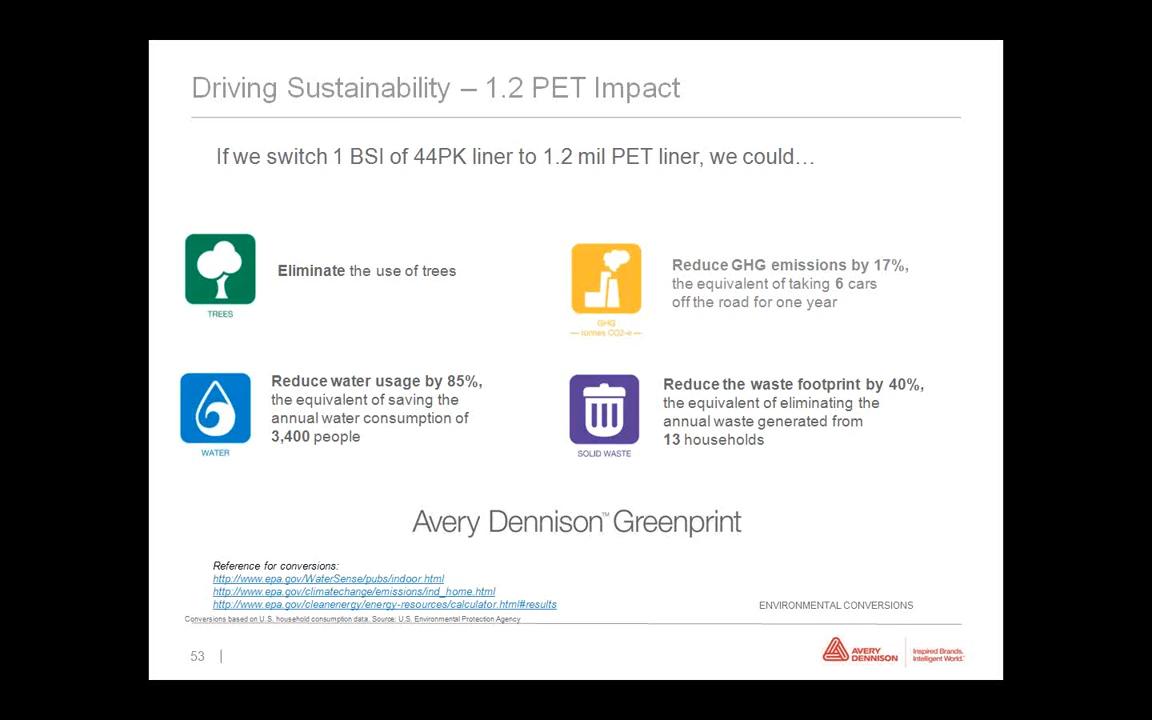 Driving Sustainability – 1.2 PET Impact
If we switch 1 BSI of 44PK liner to 1.2 mil PET liner, we could…
Eliminate the use of trees
TREES
Reduce GHG emissions by 17%,
the equivalent of taking 6 cars
off the road for one year
GHG
— tonnes CO2-e —
Reduce water usage by 85%,
the equivalent of saving the
annual water consumption of
3,400 people
WATER
Reduce the waste footprint by 40%,
the equivalent of eliminating the
annual waste generated from
13 households
SOLID WASTE
Avery Dennison™ Greenprint
Reference for conversions:
http://www.epa.gov/WaterSense/pubs/indoor.html
http://www.epa.gov/climatechange/emissions/ind_home.html
http://www.epa.gov/cleanenergy/energy-resources/calculator.html#results
ENVIRONMENTAL CONVERSIONS
Conversions based on U.S. household consumption data. Source: U.S. Environmental Protection Agency
53 |
AVERY
DENNISON
Inspired Brands.
Intelligent World.™